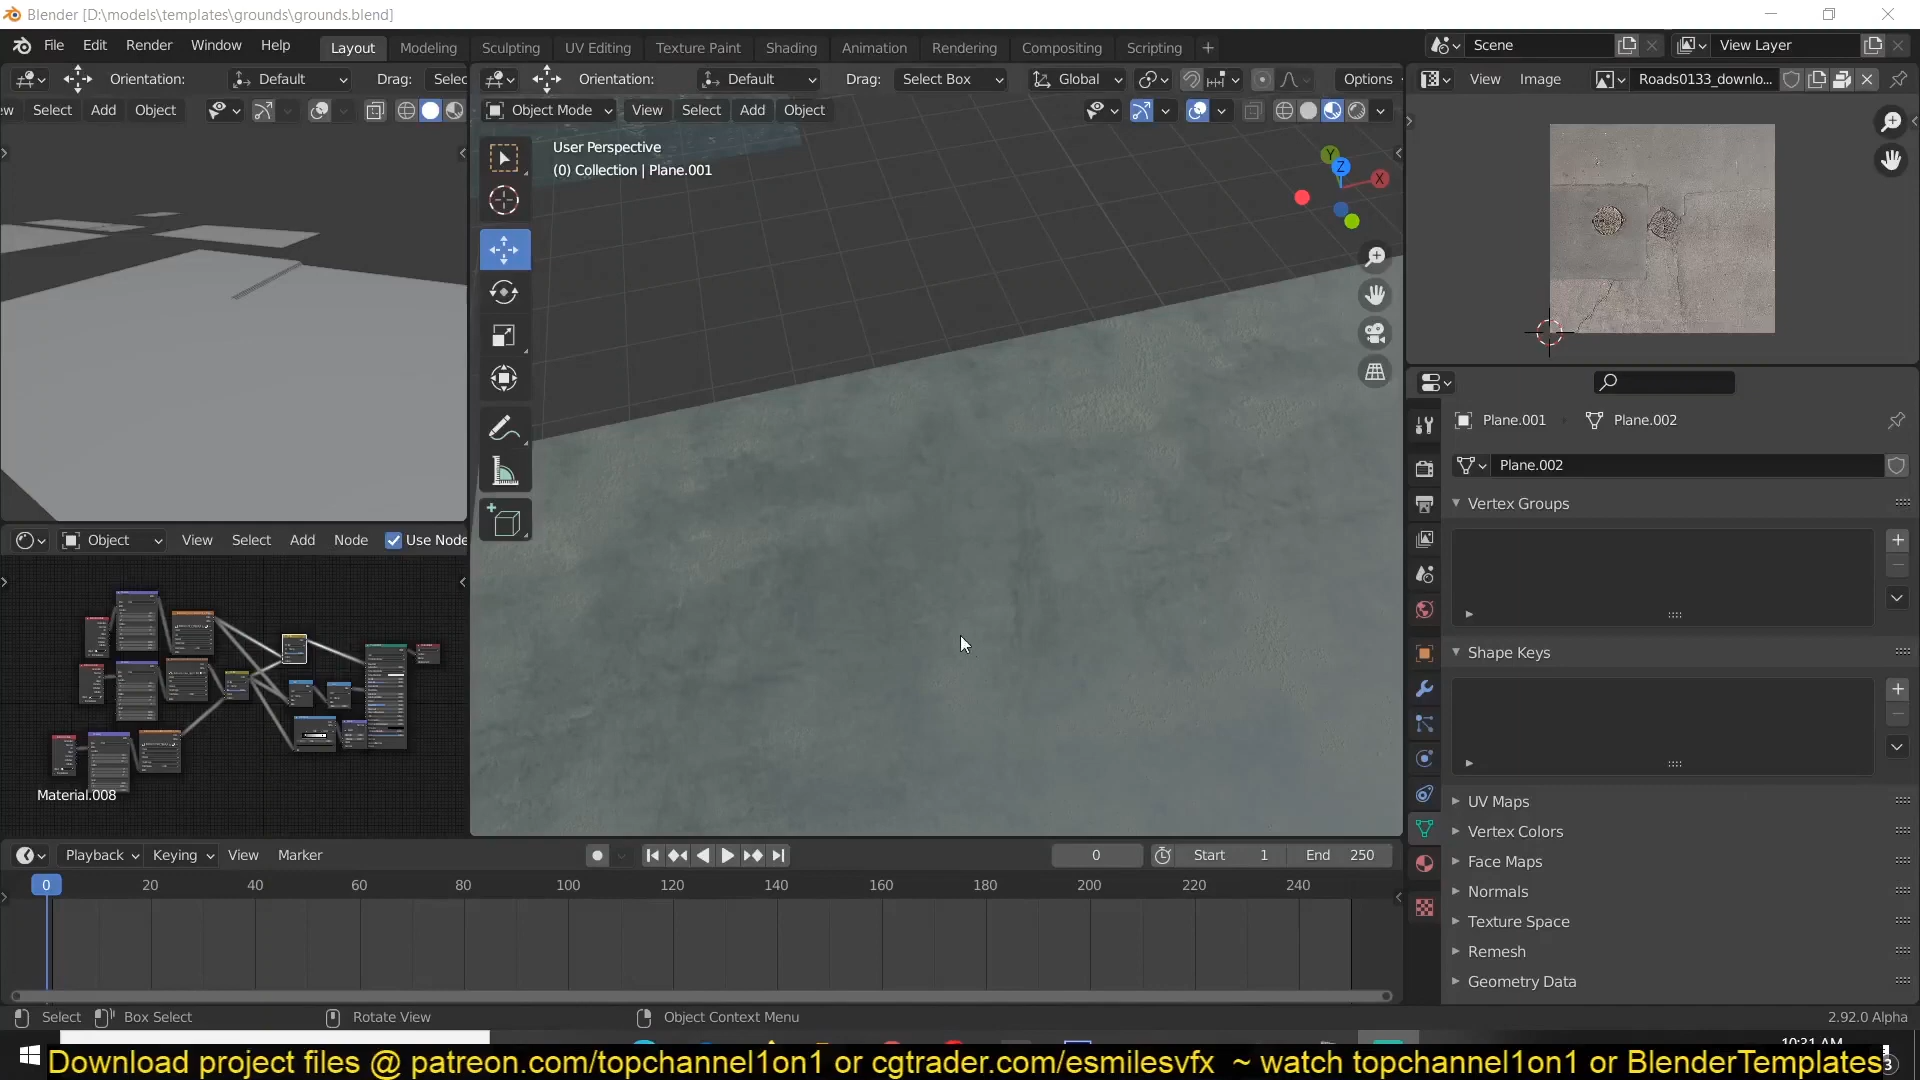 Blender [D:\models\templates\grounds\grounds.blend]
File Edit Render Window Help Layout Modeling Sculpting UV Editing Texture Paint Shading Animation Rendering Compositing Scripting + Scene View Layer
Orientation: Default Drag: Selec Orientation: Default Drag: Select Box Global Options View Image Roads0133_downlo...
ew Select Add Object Object Mode View Select Add Object
User Perspective
(0) Collection | Plane.001
Z
Y
X
Plane.001 Plane.002
Plane.002
Vertex Groups
Object View Select Add Node Use Node
Shape Keys
Material.008
UV Maps
Vertex Colors
Face Maps
Normals
Texture Space
Remesh
Geometry Data
Playback Keying View Marker 0 Start 1 End 250
0 20 40 60 80 100 120 140 160 180 200 220 240
Select Box Select Rotate View Object Context Menu 2.92.0 Alpha
10:31 AM
Download project files @ patreon.com/topchannel1on1 or cgtrader.com/esmilesvfx ~ watch topchannel1on1 or BlenderTemplates